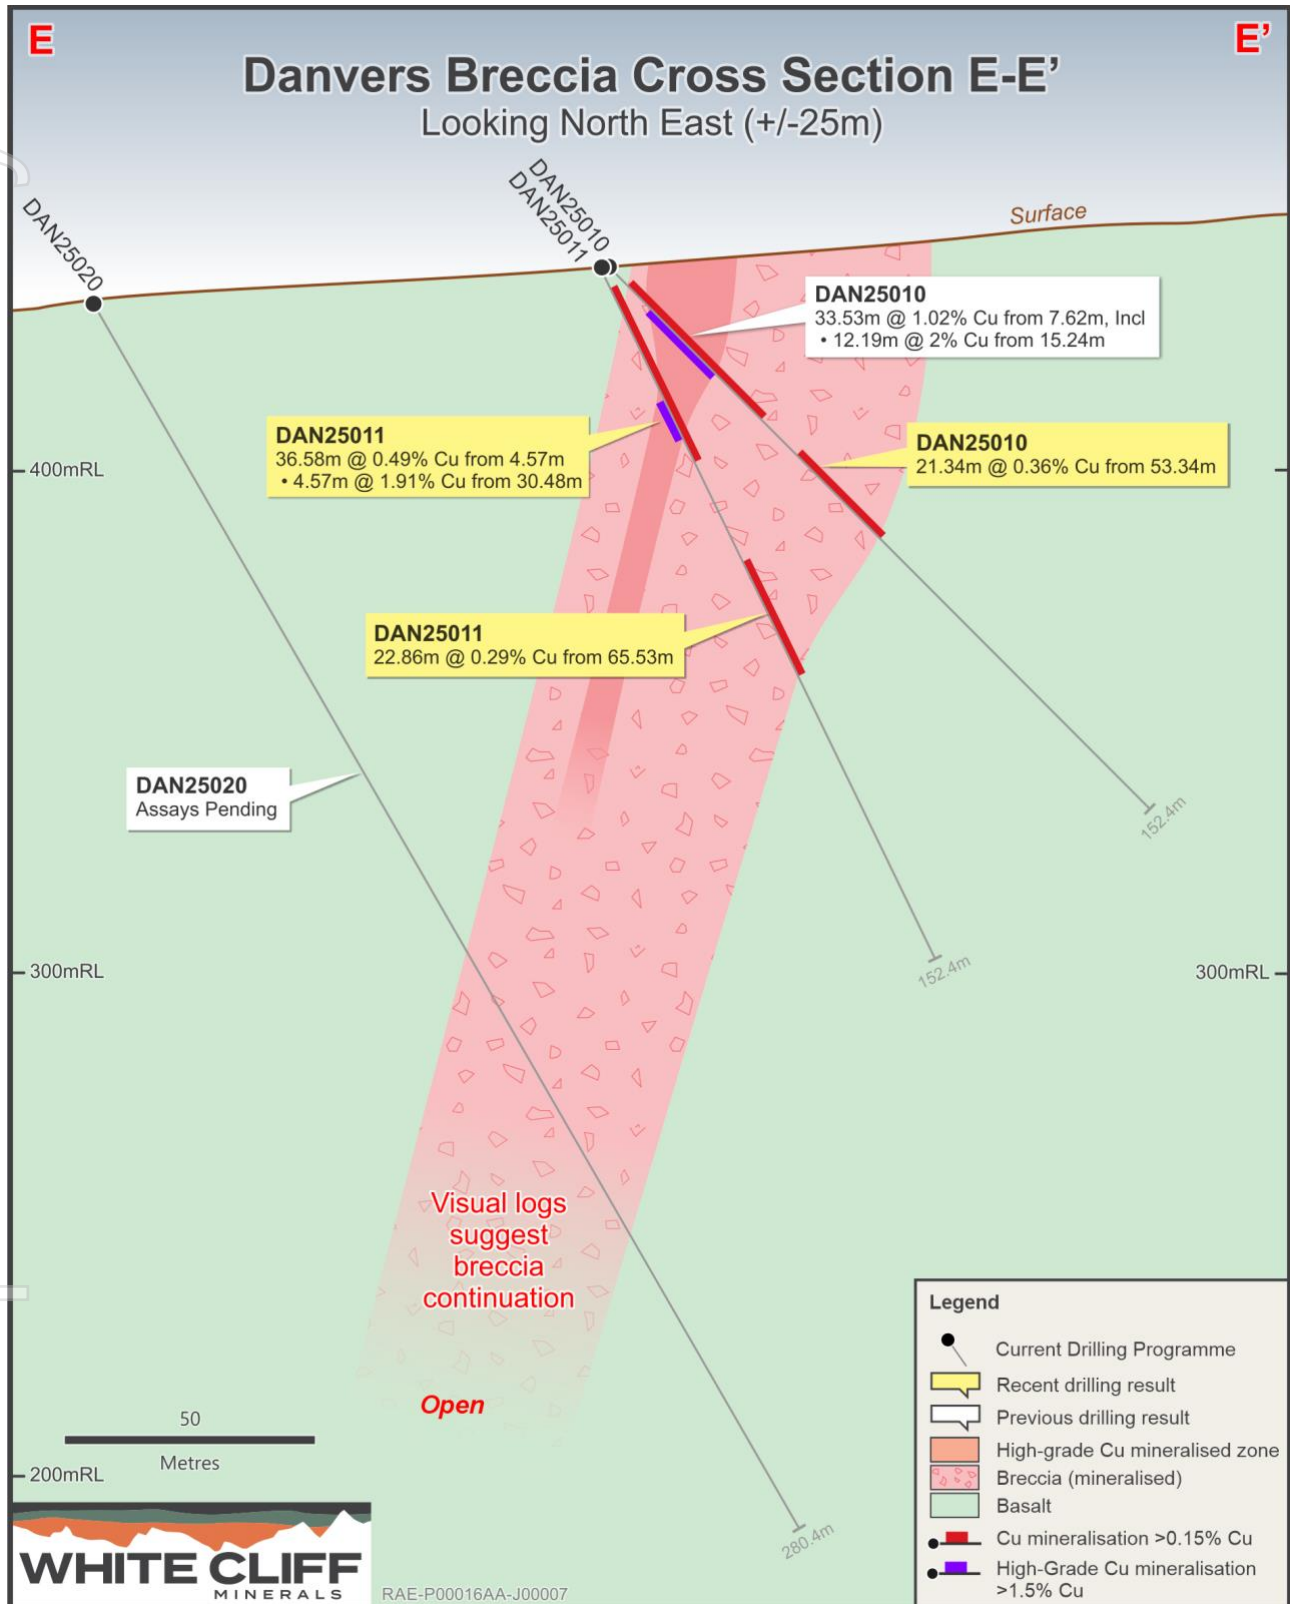 E
E’
Danvers Breccia Cross Section E-E’
Looking North East (+/-25m)
DAN25020
DAN25010
DAN25011
Surface
DAN25010
33.53m @ 1.02% Cu from 7.62m, Incl
• 12.19m @ 2% Cu from 15.24m
DAN25011
36.58m @ 0.49% Cu from 4.57m
• 4.57m @ 1.91% Cu from 30.48m
DAN25010
21.34m @ 0.36% Cu from 53.34m
400mRL
DAN25011
22.86m @ 0.29% Cu from 65.53m
DAN25020
Assays Pending
152.4m
152.4m
300mRL
300mRL
Visual logs
suggest
breccia
continuation
Open
50
Metres
200mRL
280.4m
Legend
Current Drilling Programme
Recent drilling result
Previous drilling result
High-grade Cu mineralised zone
Breccia (mineralised)
Basalt
Cu mineralisation >0.15% Cu
High-Grade Cu mineralisation
>1.5% Cu
WHITE CLIFF
MINERALS
RAE-P00016AA-J00007